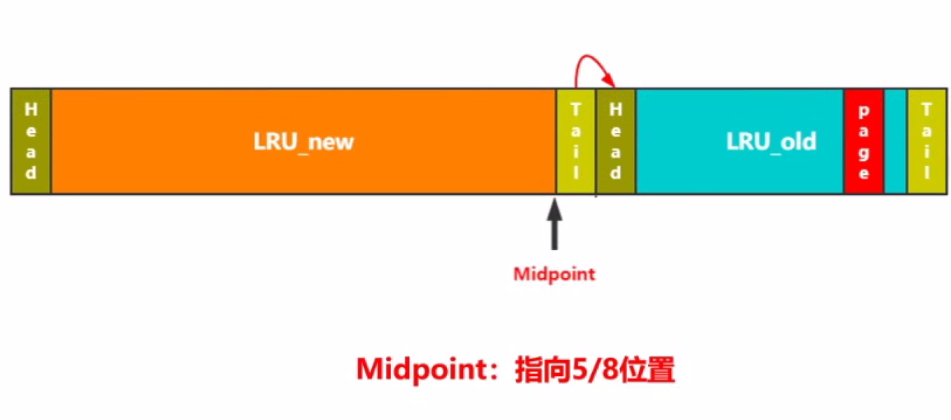 Head
LRU_new
Tail
Head
LRU_old
page
Tail
Midpoint
Midpoint：指向5/8位置